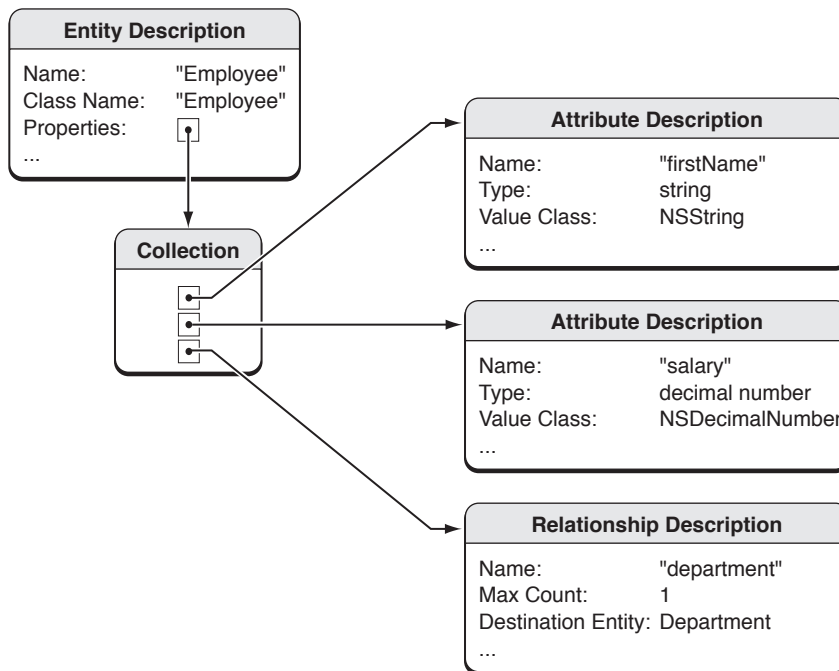 Entity Description
Name: "Employee"
Class Name: "Employee"
Properties:
...
Collection
Attribute Description
Name: "firstName"
Type: string
Value Class: NSString
...
Attribute Description
Name: "salary"
Type: decimal number
Value Class: NSDecimalNumber
...
Relationship Description
Name: "department"
Max Count: 1
Destination Entity: Department
...